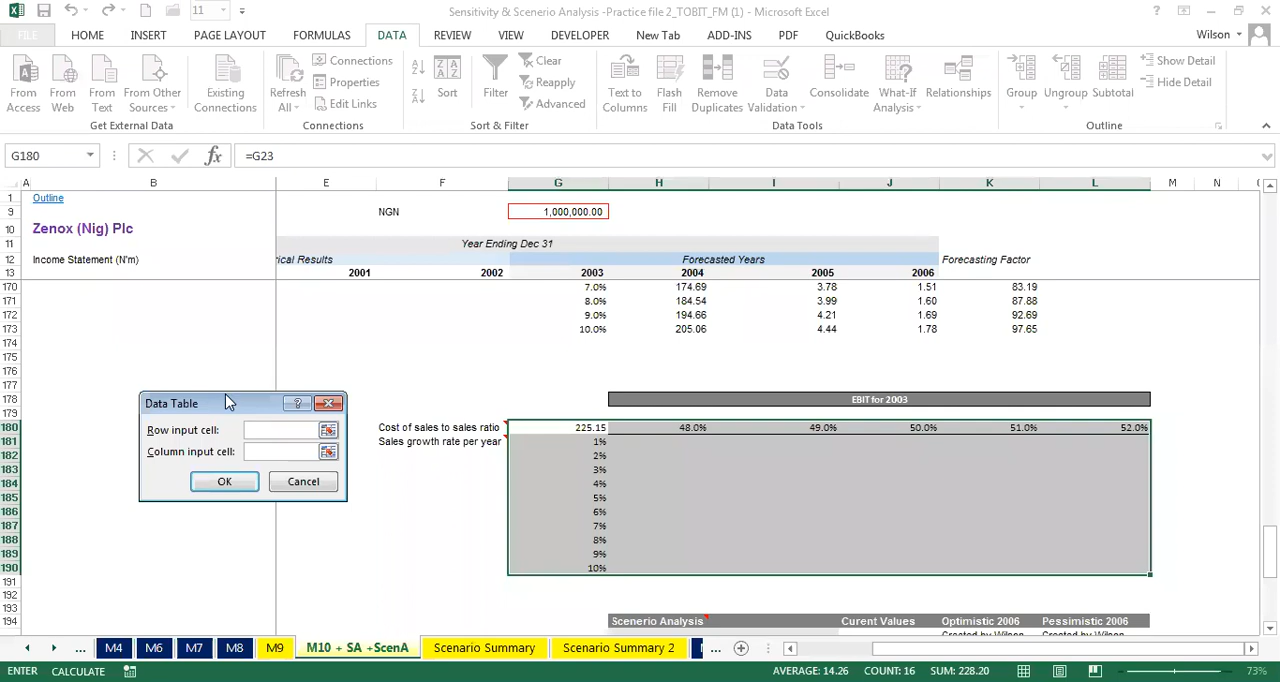 11
Sensitivity & Scenerio Analysis -Practice file 2_TOBIT_FM (1) - Microsoft Excel
FILE HOME INSERT PAGE LAYOUT FORMULAS DATA REVIEW VIEW DEVELOPER New Tab ADD-INS PDF QuickBooks Wilson
From Access
From Web
From Text
From Other Sources
Existing Connections
Get External Data
Refresh All
Connections
Properties
Edit Links
Connections
Sort
Filter
Clear
Reapply
Advanced
Sort & Filter
Text to Columns
Flash Fill
Remove Duplicates
Data Validation
Consolidate
What-If Analysis
Relationships
Data Tools
Group
Ungroup
Subtotal
Show Detail
Hide Detail
Outline
G180 fx =G23
A B E F G H I J K L M N
1 Outline
9 NGN 1,000,000.00
10 Zenox (Nig) Plc
11 Year Ending Dec 31
12 Income Statement (N'm) rical Results Forecasted Years Forecasting Factor
13 2001 2002 2003 2004 2005 2006
170 7.0% 174.69 3.78 1.51 83.19
171 8.0% 184.54 3.99 1.60 87.88
172 9.0% 194.66 4.21 1.69 92.69
173 10.0% 205.06 4.44 1.78 97.65
174
175
176
177
178 EBIT for 2003
179
180 Cost of sales to sales ratio 225.15 48.0% 49.0% 50.0% 51.0% 52.0%
181 Sales growth rate per year 1%
182 2%
183 3%
184 4%
185 5%
186 6%
187 7%
188 8%
189 9%
190 10%
191
192
193
194 Scenerio Analysis Curent Values Optimistic 2006 Pessimistic 2006
Created by Wilson Created by Wilson
Data Table
Row input cell:
Column input cell:
OK Cancel
... M4 M6 M7 M8 M9 M10 + SA +ScenA Scenario Summary Scenario Summary 2 ...
ENTER CALCULATE AVERAGE: 14.26 COUNT: 16 SUM: 228.20 73%